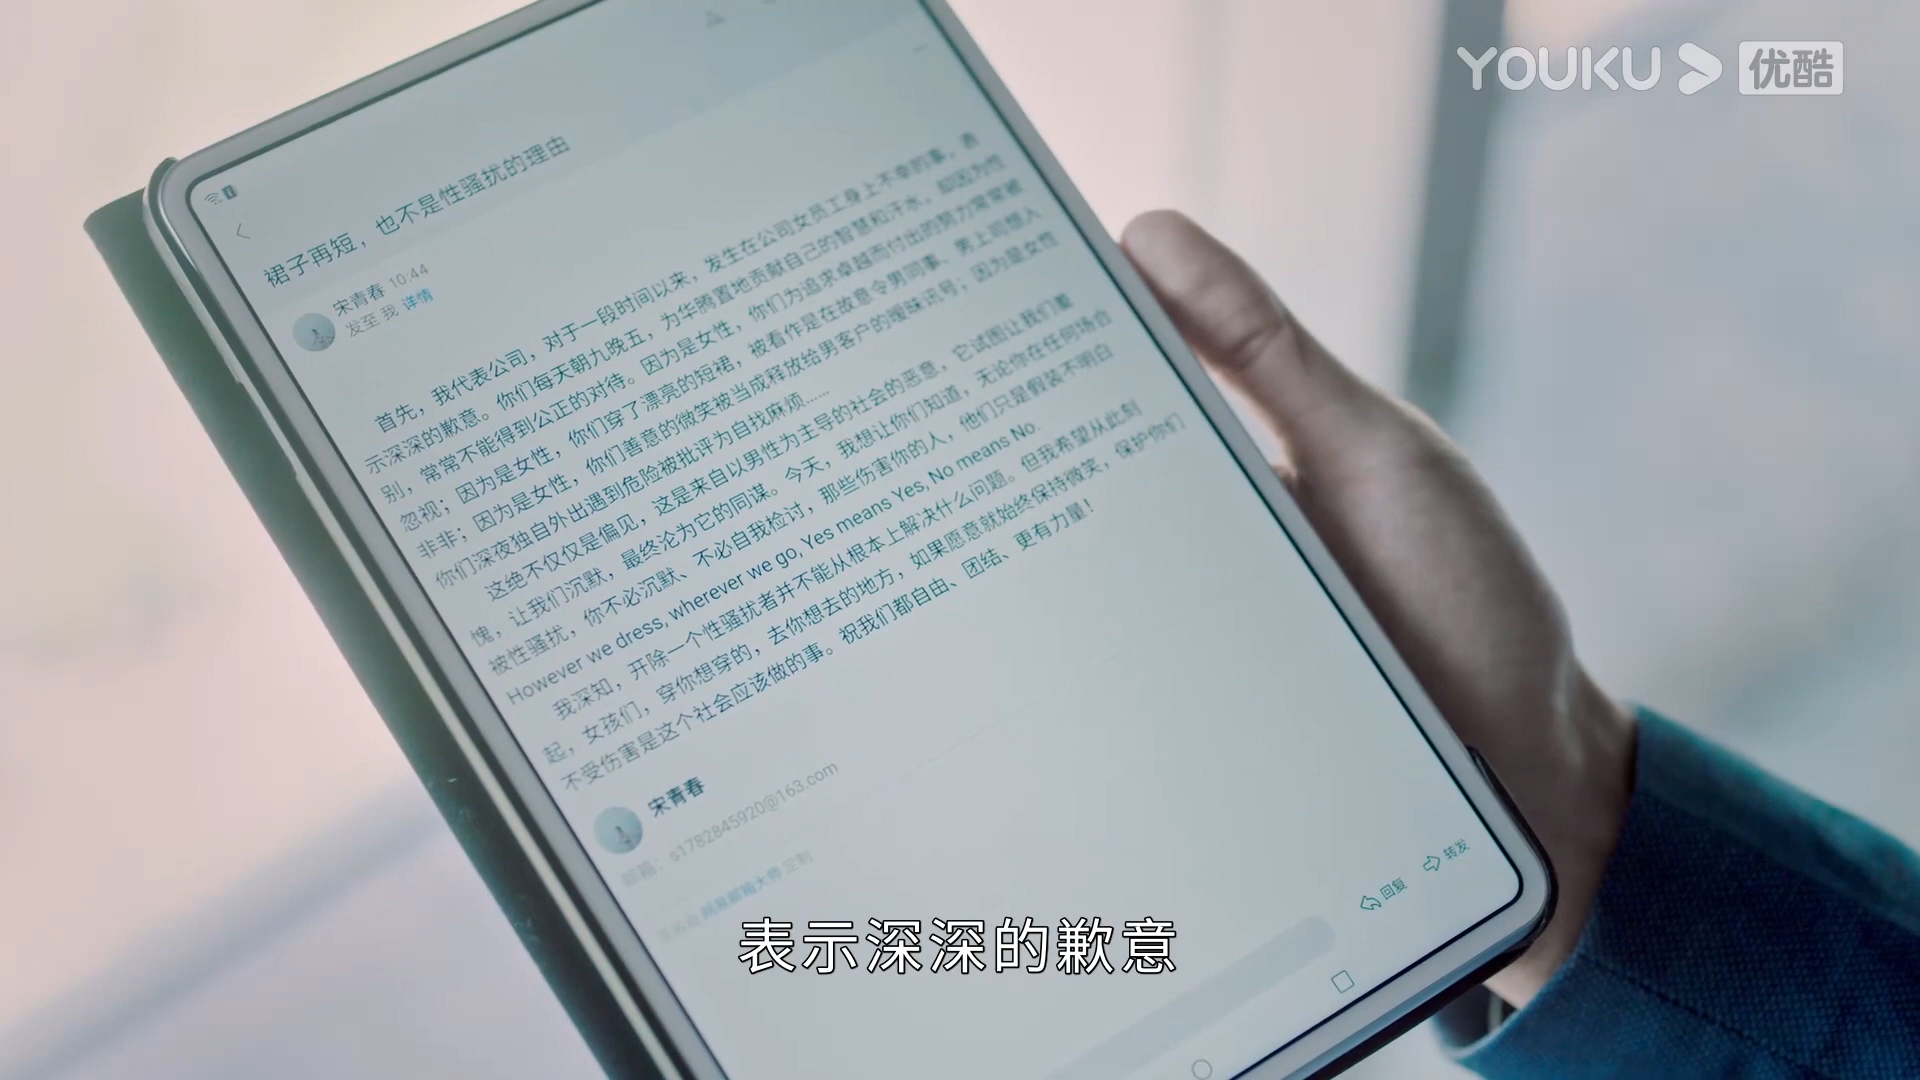 YOUKU 优酷
裙子再短，也不是性骚扰的理由
宋青春 10:44
发至 我 详情
首先，我代表公司，对于一段时间以来，发生在公司女员工身上不幸的事，表
示深深的歉意。你们每天朝九晚五，为华腾置地贡献自己的智慧和汗水，却因为性
别，常常不能得到公正的对待。因为是女性，你们为追求卓越而付出的努力常常被
忽视；因为是女性，你们穿了漂亮的短裙，被看作是在故意令男同事、男上司想入
非非；因为是女性，你们善意的微笑被当成释放给男客户的暧昧讯号；因为是女性
你们深夜独自外出遇到危险被批评为自找麻烦……
这绝不仅仅是偏见，这是来自以男性为主导的社会的恶意，它试图让我们羞
愧，让我们沉默，最终沦为它的同谋。今天，我想让你们知道，无论你在任何场合
被性骚扰，你不必沉默、不必自我检讨，那些伤害你的人，他们只是假装不明白
However we dress, wherever we go, Yes means Yes, No means No.
我深知，开除一个性骚扰者并不能从根本上解决什么问题。但我希望从此刻
起，女孩们，穿你想穿的，去你想去的地方，如果愿意就始终保持微笑，保护你们
不受伤害是这个社会应该做的事。祝我们都自由、团结、更有力量！
宋青春
邮箱：s1782845920@163.com
网易邮箱大师 定制
回复 转发
表示深深的歉意